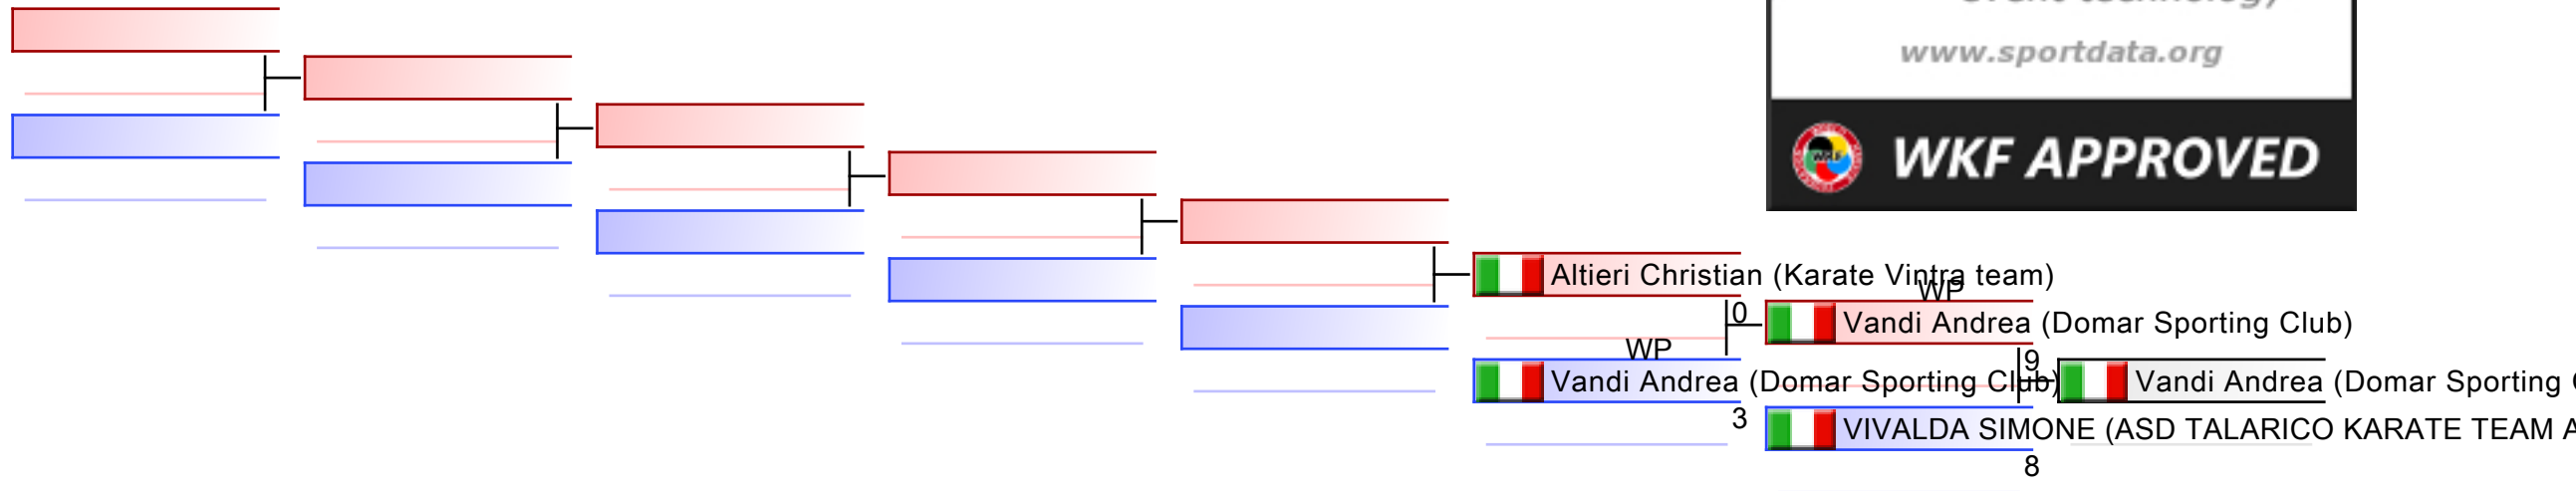 www.sportdata.org
WKF APPROVED
Altieri Christian (Karate Vintra team)
WP
0
Vandi Andrea (Domar Sporting Club)
WP
9
Vandi Andrea (Domar Sporting Club)
Vandi Andrea (Domar Sporting
3
VIVALDA SIMONE (ASD TALARICO KARATE TEAM A
8